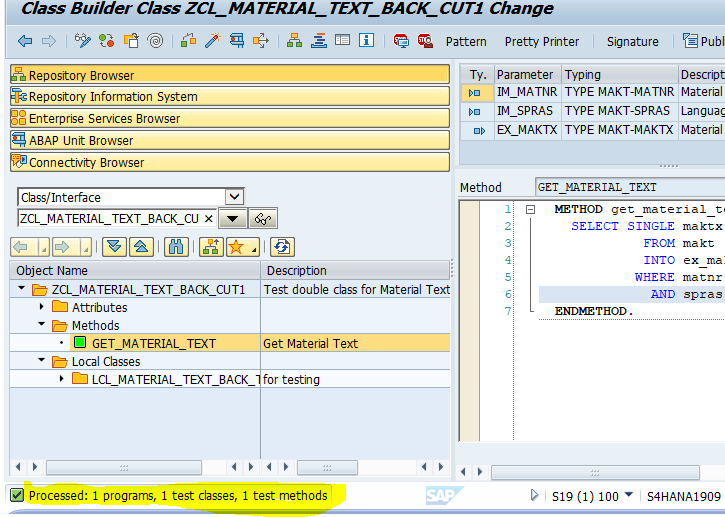 Class Builder Class ZCL_MATERIAL_TEXT_BACK_CUT1 Change
Pattern Pretty Printer Signature Publ
Repository Browser
Repository Information System
Enterprise Services Browser
ABAP Unit Browser
Connectivity Browser
Class/Interface
ZCL_MATERIAL_TEXT_BACK_CU
Object Name Description
ZCL_MATERIAL_TEXT_BACK_CUT1 Test double class for Material Text
Attributes
Methods
GET_MATERIAL_TEXT Get Material Text
Local Classes
LCL_MATERIAL_TEXT_BACK_T for testing
Ty. Parameter Typing Descript
IM_MATNR TYPE MAKT-MATNR Material
IM_SPRAS TYPE MAKT-SPRAS Languag
EX_MAKTX TYPE MAKT-MAKTX Material
Method GET_MATERIAL_TEXT
1 METHOD get_material_te
2 SELECT SINGLE maktx
3 FROM makt
4 INTO ex_mak
5 WHERE matnr
6 AND spras
7 ENDMETHOD.
Processed: 1 programs, 1 test classes, 1 test methods
SAP
S19 (1) 100 S4HANA1909